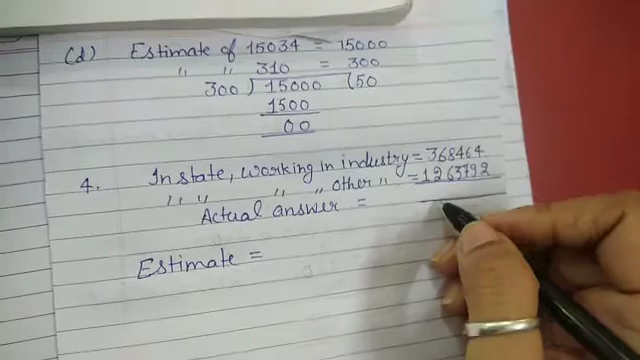 (d) Estimate of 15034 = 15000
" " 310 = 300
300 ) 15000 (50
1500
00
4. In state, working in industry = 368464
" " " " Other " = 1263792
Actual answer =
Estimate =